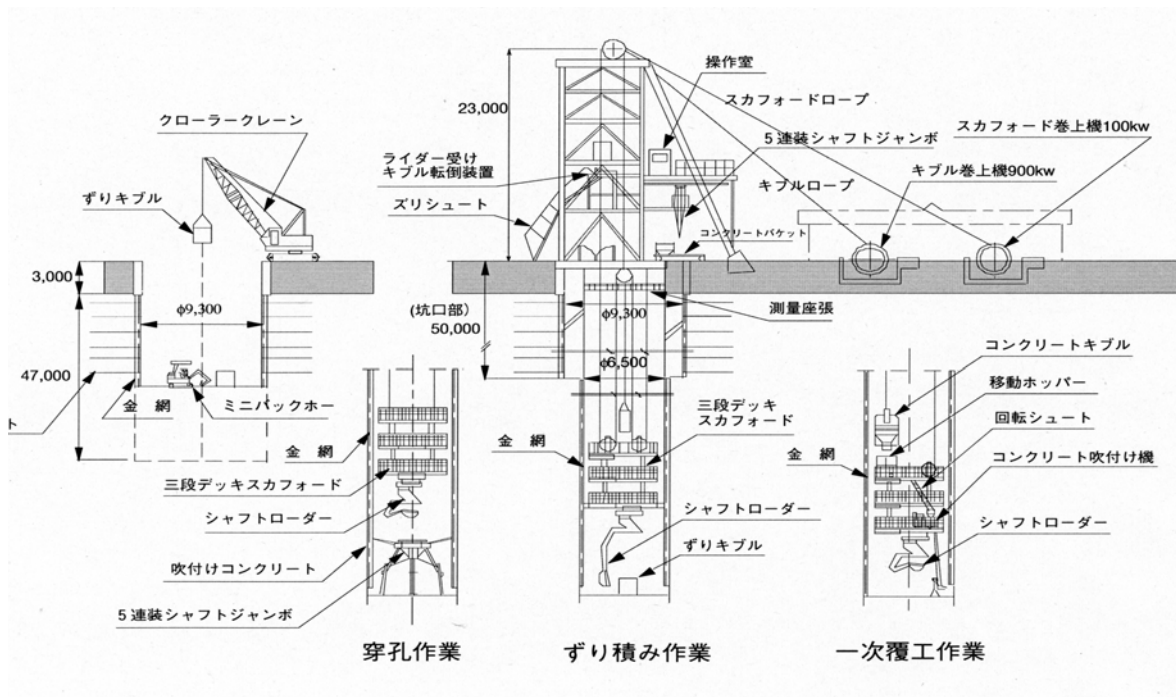 操作室
23,000
スカフォードロープ
クローラークレーン
5連装シャフトジャンボ
スカフォード巻上機100kw
ライダー受け
キブル転倒装置
ずりキブル
キブルロープ
キブル巻上機900kw
ズリシュート
コンクリートバケット
3,000
φ9,300
(坑口部)
50,000
φ9,300
測量座張
47,000
φ6,500
コンクリートキブル
移動ホッパー
金網
ミニバックホー
三段デッキ
スカフォード
回転シュート
ト
金網
金網
金網
コンクリート吹付け機
三段デッキスカフォード
シャフトローダー
シャフトローダー
シャフトローダー
ずりキブル
吹付けコンクリート
5連装シャフトジャンボ
穿孔作業
ずり積み作業
一次覆工作業